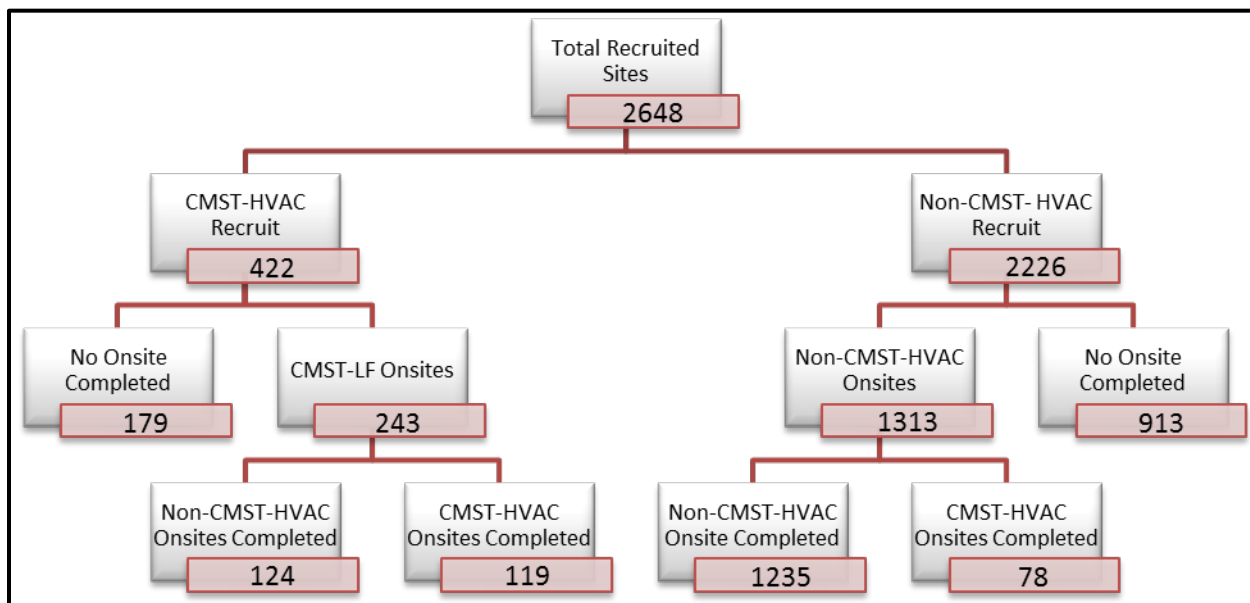 Total Recruited
Sites
2648
CMST-HVAC
Recruit
422
Non-CMST- HVAC
Recruit
2226
No Onsite
Completed
179
CMST-LF Onsites
243
Non-CMST-HVAC
Onsites
1313
No Onsite
Completed
913
Non-CMST-HVAC
Onsites Completed
124
CMST-HVAC
Onsites Completed
119
Non-CMST-HVAC
Onsite Completed
1235
CMST-HVAC
Onsites Completed
78